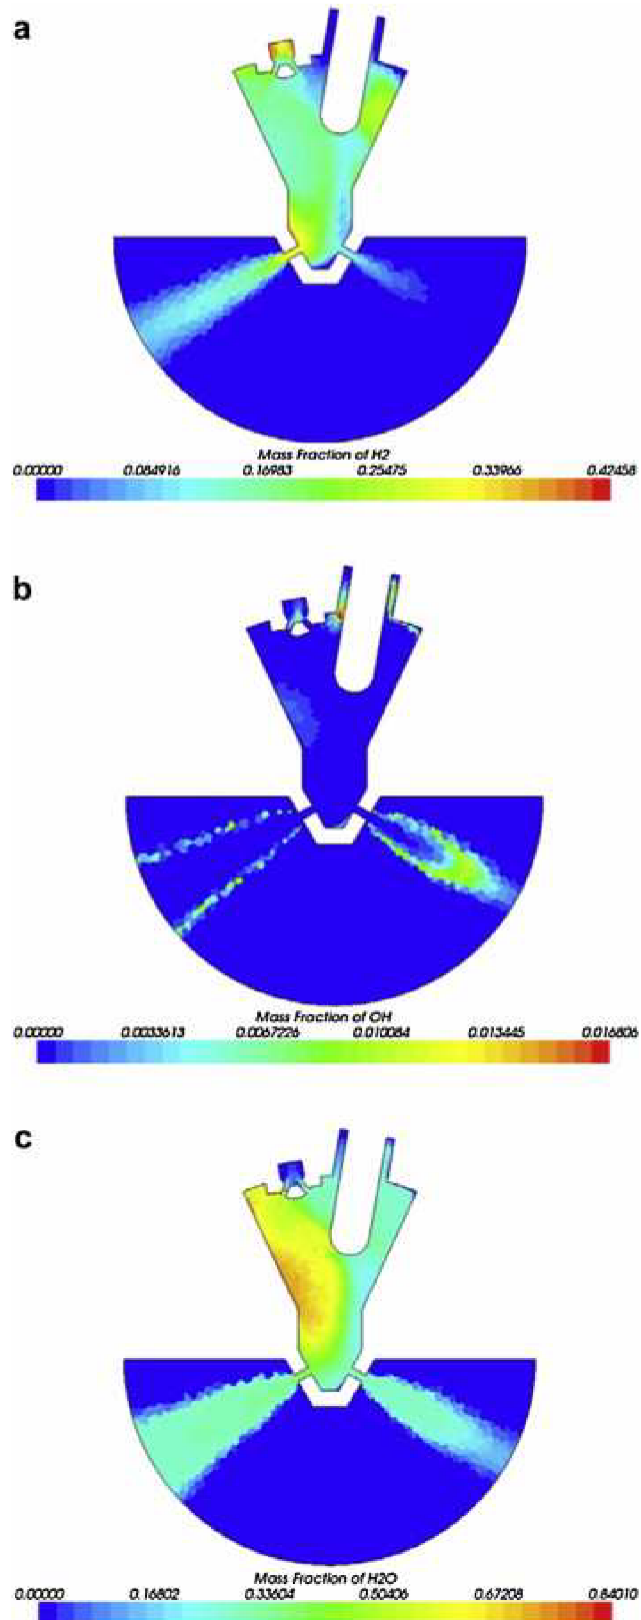 a
Mass Fraction of H2
0.00000 0.084916 0.16983 0.25475 0.33966 0.42458
b
Mass Fraction of OH
0.00000 0.0033613 0.0067226 0.010084 0.013445 0.016806
c
Mass Fraction of H2O
0.00000 0.16802 0.33604 0.50406 0.67208 0.84010